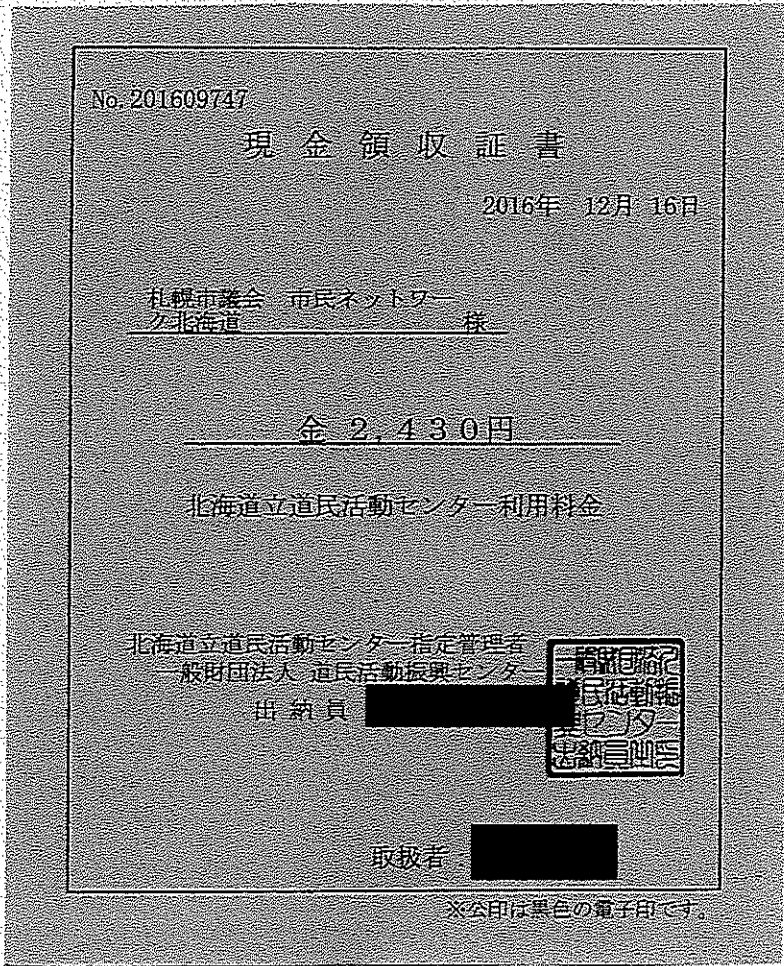 No.201609747
現金領収証書
2016年 12月 16日
札幌市議会 市民ネットワー
ク北海道 様
金 2,430円
北海道立道民活動センター利用料金
北海道立道民活動センター指定管理者
一般財団法人 道民活動振興センター
出納員
取扱者
※公印は黒色の電子印です。